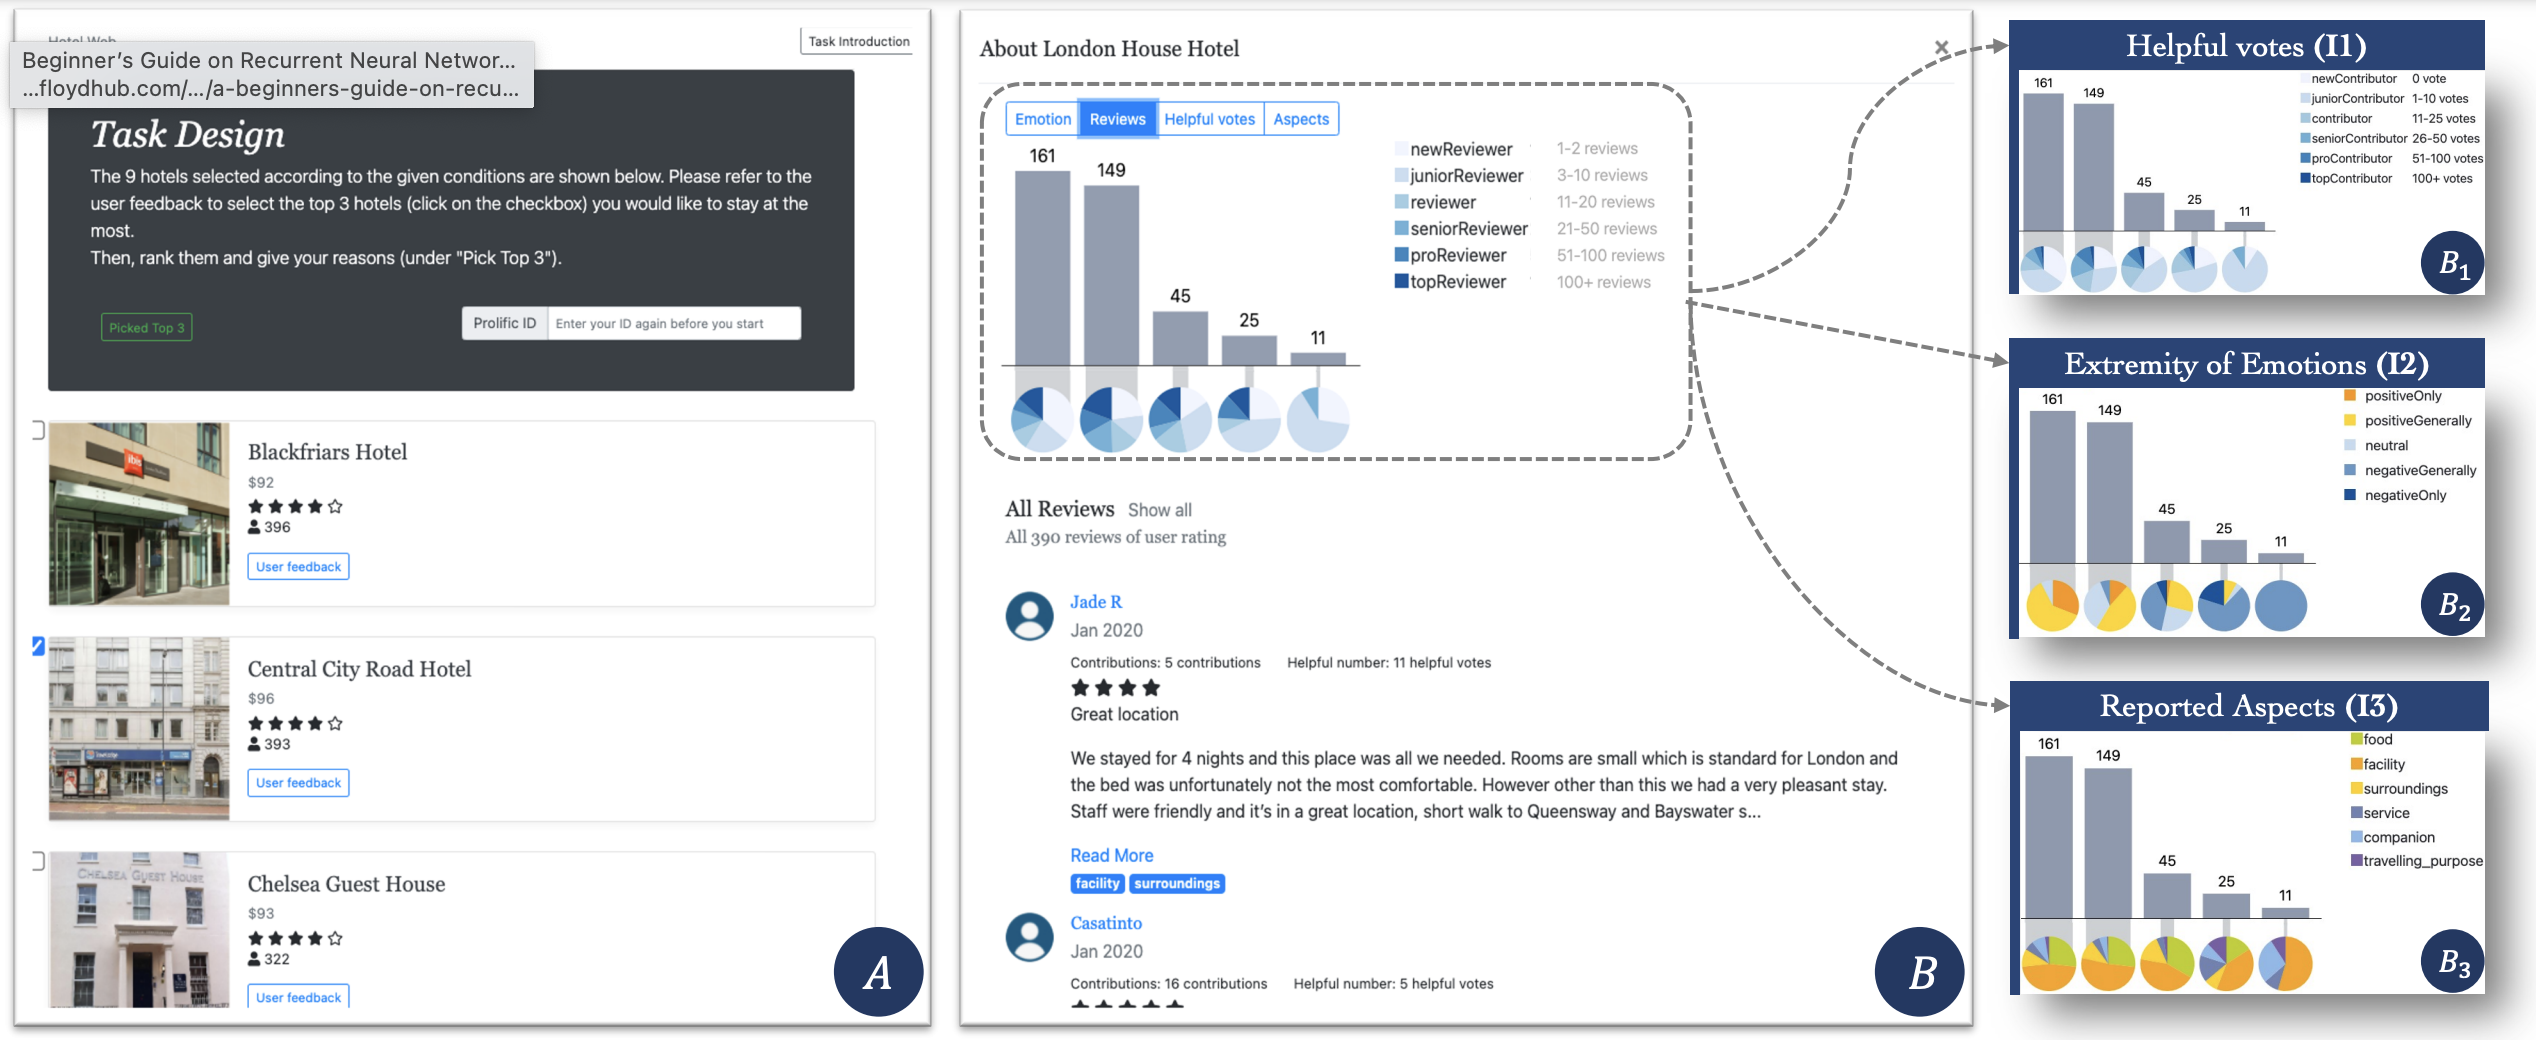 Hotel Web
Task Introduction
Beginner's Guide on Recurrent Neural Networ...
...floydhub.com/.../a-beginners-guide-on-recu...
Task Design
The 9 hotels selected according to the given conditions are shown below. Please refer to the
user feedback to select the top 3 hotels (click on the checkbox) you would like to stay at the
most.
Then, rank them and give your reasons (under "Pick Top 3").
Picked Top 3
Prolific ID
Enter your ID again before you start
Blackfriars Hotel
$92
396
User feedback
ibis
Central City Road Hotel
$96
393
User feedback
Chelsea Guest House
$93
322
User feedback
CHELSEA GUEST HOUSE
A
About London House Hotel
×
Emotion
Reviews
Helpful votes
Aspects
161
149
45
25
11
newReviewer 1-2 reviews
juniorReviewer 3-10 reviews
reviewer 11-20 reviews
seniorReviewer 21-50 reviews
proReviewer 51-100 reviews
topReviewer 100+ reviews
All Reviews Show all
All 390 reviews of user rating
Jade R
Jan 2020
Contributions: 5 contributions Helpful number: 11 helpful votes
Great location
We stayed for 4 nights and this place was all we needed. Rooms are small which is standard for London and
the bed was unfortunately not the most comfortable. However other than this we had a very pleasant stay.
Staff were friendly and it's in a great location, short walk to Queensway and Bayswater s...
Read More
facility
surroundings
Casatinto
Jan 2020
Contributions: 16 contributions Helpful number: 5 helpful votes
B
Helpful votes (I1)
161
149
45
25
11
newContributor 0 vote
juniorContributor 1-10 votes
contributor 11-25 votes
seniorContributor 26-50 votes
proContributor 51-100 votes
topContributor 100+ votes
B1
Extremity of Emotions (I2)
161
149
45
25
11
positiveOnly
positiveGenerally
neutral
negativeGenerally
negativeOnly
B2
Reported Aspects (I3)
161
149
45
25
11
food
facility
surroundings
service
companion
travelling_purpose
B3